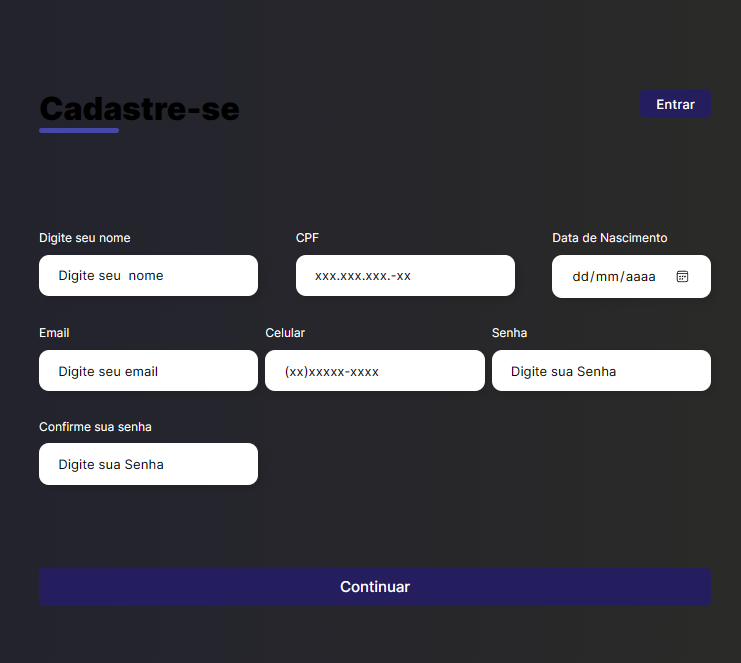 Cadastre-se
Entrar
Digite seu nome
CPF
Data de Nascimento
Digite seu  nome
xxx.xxx.xxx.-xx
dd/mm/aaaa
Email
Celular
Senha
Digite seu email
(xx)xxxxx-xxxx
Digite sua Senha
Confirme sua senha
Digite sua Senha
Continuar